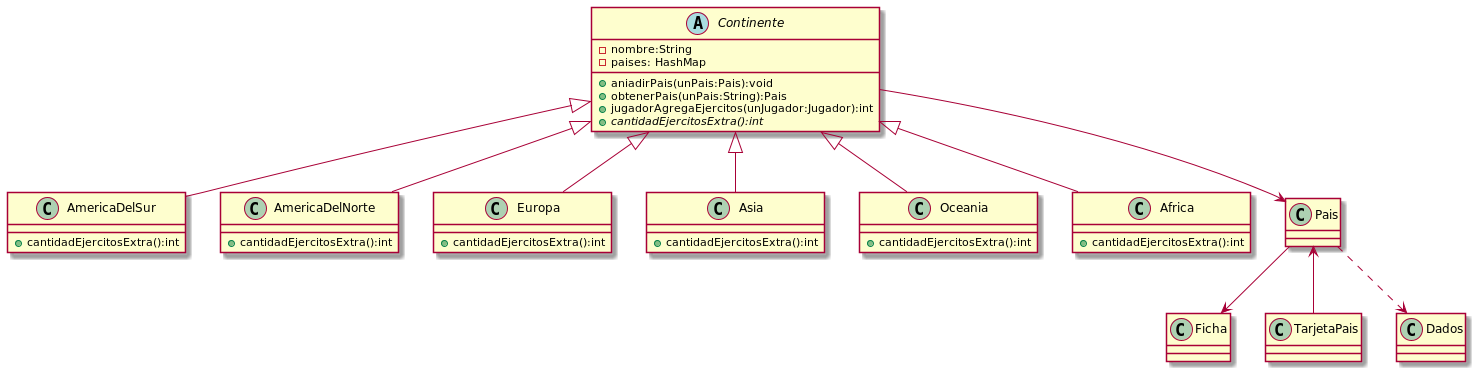 A Continente
nombre:String
paises: HashMap
aniadirPais(unPais:Pais):void
obtenerPais(unPais:String):Pais
jugadorAgregaEjercitos(unJugador:Jugador):int
cantidadEjercitosExtra():int
C AmericaDelSur
cantidadEjercitosExtra():int
C AmericaDelNorte
cantidadEjercitosExtra():int
C Europa
cantidadEjercitosExtra():int
C Asia
cantidadEjercitosExtra():int
C Oceania
cantidadEjercitosExtra():int
C Africa
cantidadEjercitosExtra():int
C Pais
C Ficha
C TarjetaPais
C Dados